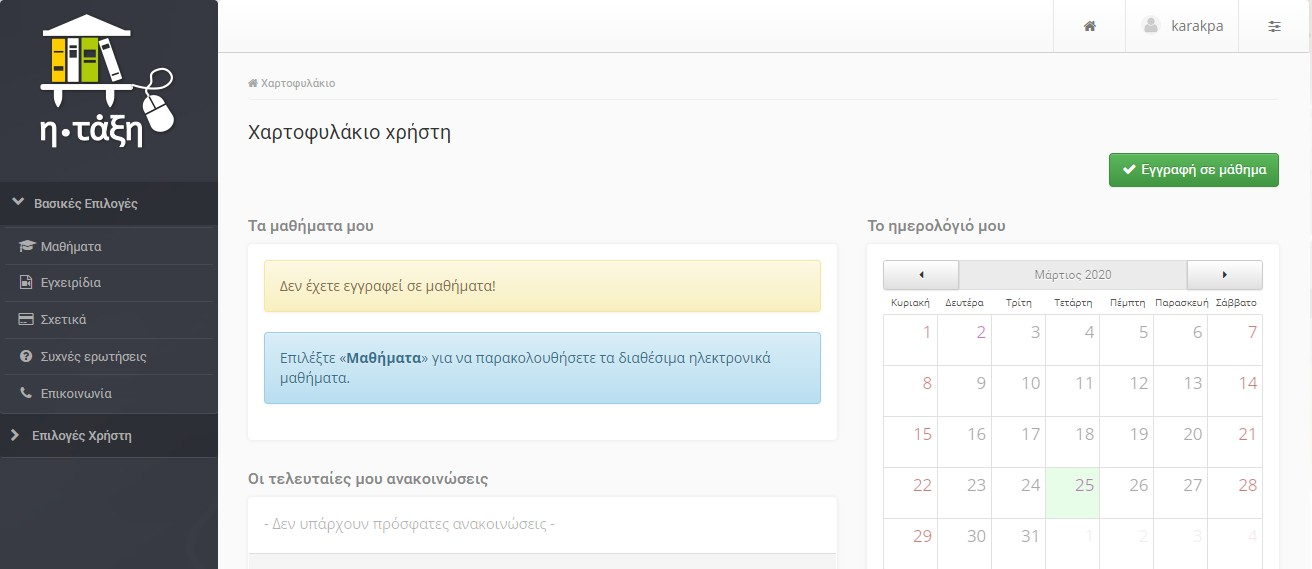 η·τάξη
Βασικές Επιλογές
Μαθήματα
Εγχειρίδια
Σχετικά
Συχνές ερωτήσεις
Επικοινωνία
Επιλογές Χρήστη
karakpa
Χαρτοφυλάκιο
Χαρτοφυλάκιο χρήστη
Εγγραφή σε μάθημα
Τα μαθήματα μου
Δεν έχετε εγγραφεί σε μαθήματα!
Επιλέξτε «Μαθήματα» για να παρακολουθήσετε τα διαθέσιμα ηλεκτρονικά
μαθήματα.
Οι τελευταίες μου ανακοινώσεις
- Δεν υπάρχουν πρόσφατες ανακοινώσεις -
Το ημερολόγιό μου
Μάρτιος 2020
Κυριακή Δευτέρα Τρίτη Τετάρτη Πέμπτη Παρασκευή Σάββατο
1 2 3 4 5 6 7
8 9 10 11 12 13 14
15 16 17 18 19 20 21
22 23 24 25 26 27 28
29 30 31 1 2 3 4